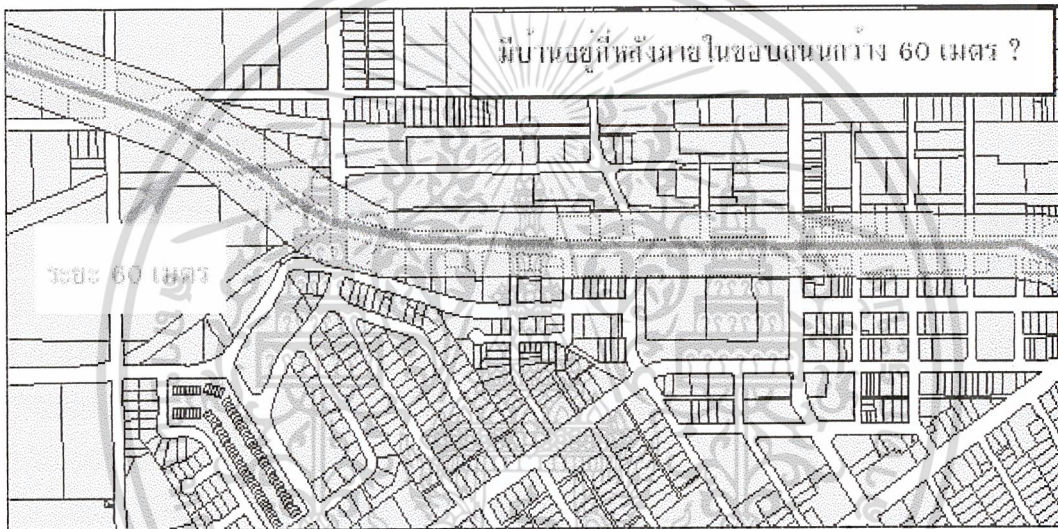 มีบ้านอยู่กี่หลังภายในขอบถนนกว้าง 60 เมตร ?
ระยะ 60 เมตร